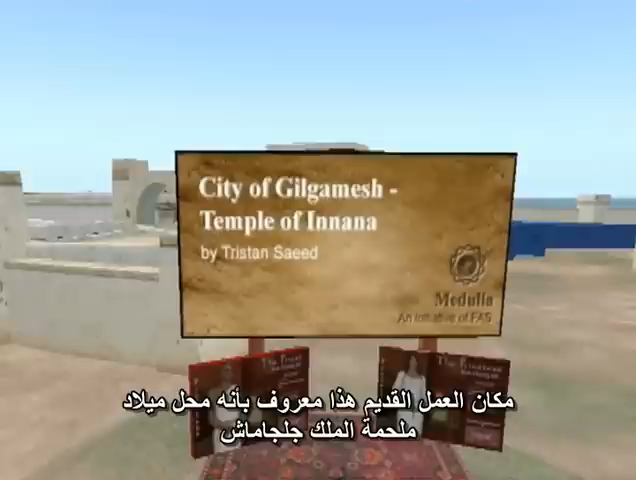 City of Gilgamesh -
Temple of Innana
by Tristan Saeed
Medulla
An Initiative of FAS
مكان العمل القديم هذا معروف بأنه محل ميلاد
ملحمة الملك جلجاماش